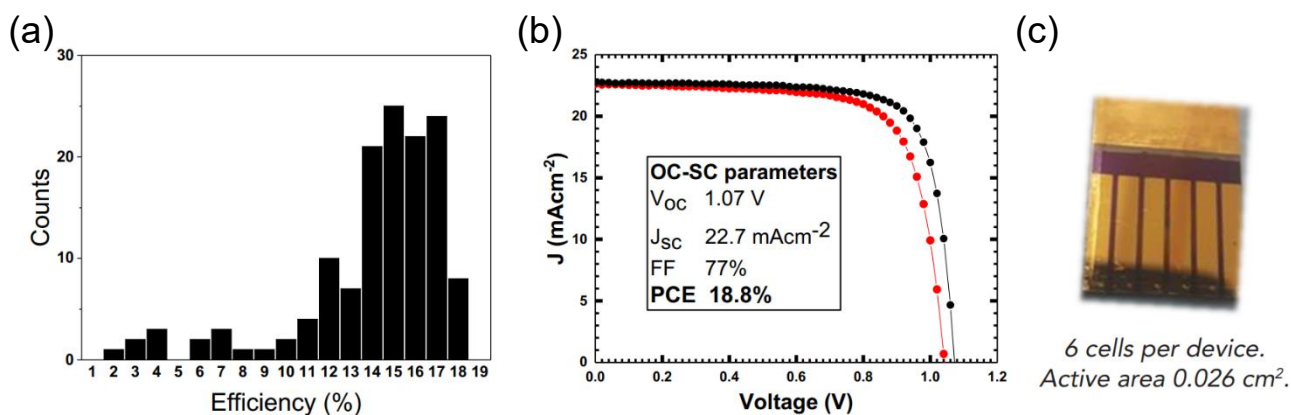 (a)
30
20
10
0
Counts
1 2 3 4 5 6 7 8 9 10 11 12 13 14 15 16 17 18 19
Efficiency (%)
(b)
25
20
15
10
5
0
J (mAcm-2)
OC-SC parameters
VOC 1.07 V
JSC 22.7 mAcm-2
FF 77%
PCE 18.8%
0.0 0.2 0.4 0.6 0.8 1.0 1.2
Voltage (V)
(c)
6 cells per device.
Active area 0.026 cm².